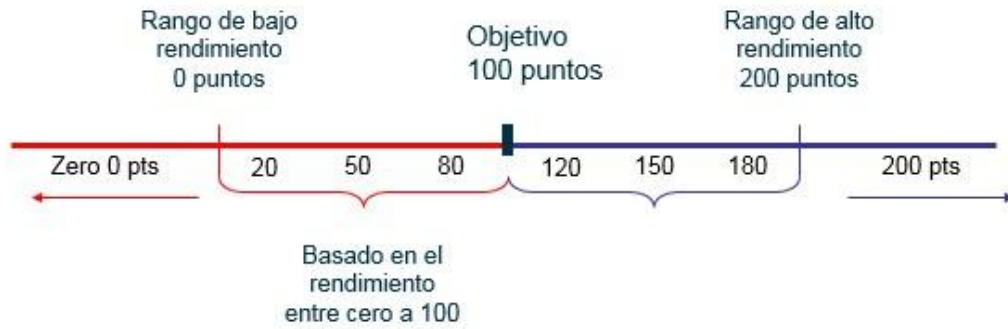 Rango de bajo
rendimiento
0 puntos
Objetivo
100 puntos
Rango de alto
rendimiento
200 puntos
Zero 0 pts
20
50
80
120
150
180
200 pts
Basado en el
rendimiento
entre cero a 100